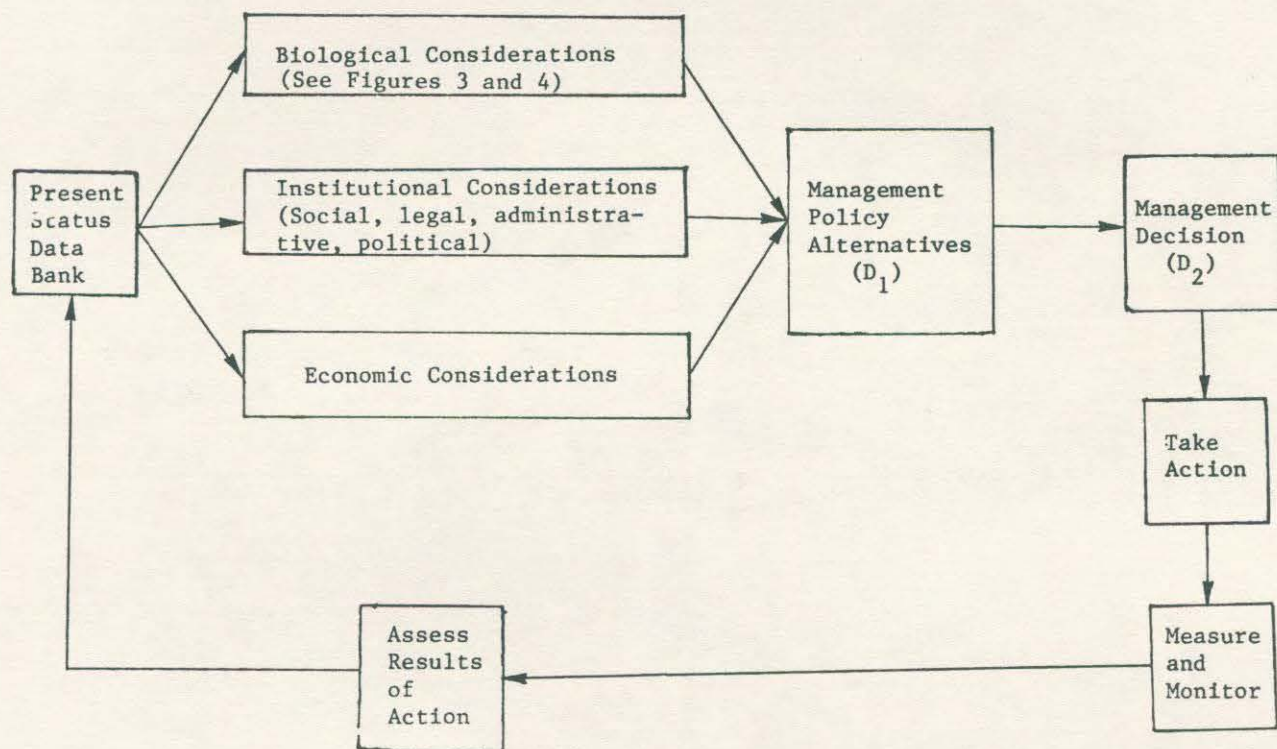 Biological Considerations
(See Figures 3 and 4)
Present
Status
Data
Bank
Institutional Considerations
(Social, legal, administra-
tive, political)
Economic Considerations
Management
Policy
Alternatives
(D1)
Management
Decision
(D2)
Take
Action
Measure
and
Monitor
Assess
Results
of
Action